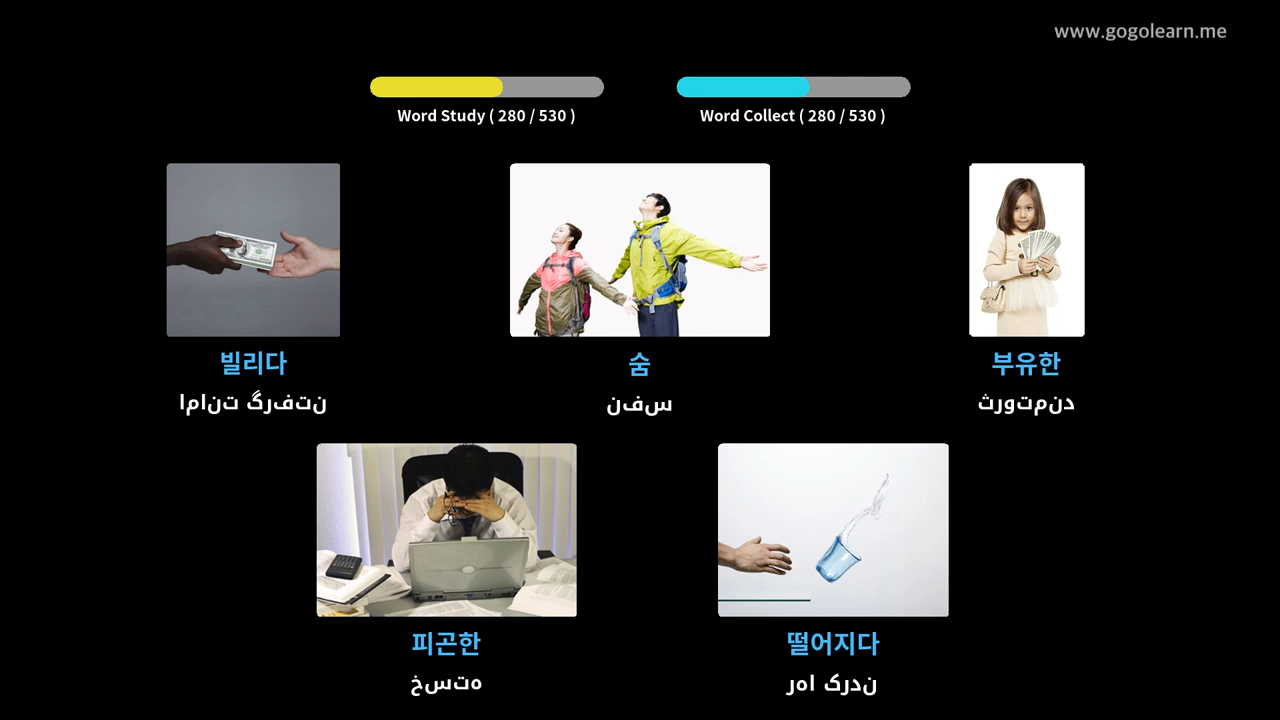 www.gogolearn.me
Word Study ( 280 / 530 )
Word Collect ( 280 / 530 )
빌리다
امانت گرفتن
숨
نفس
부유한
ثروتمند
피곤한
خسته
떨어지다
رها کردن